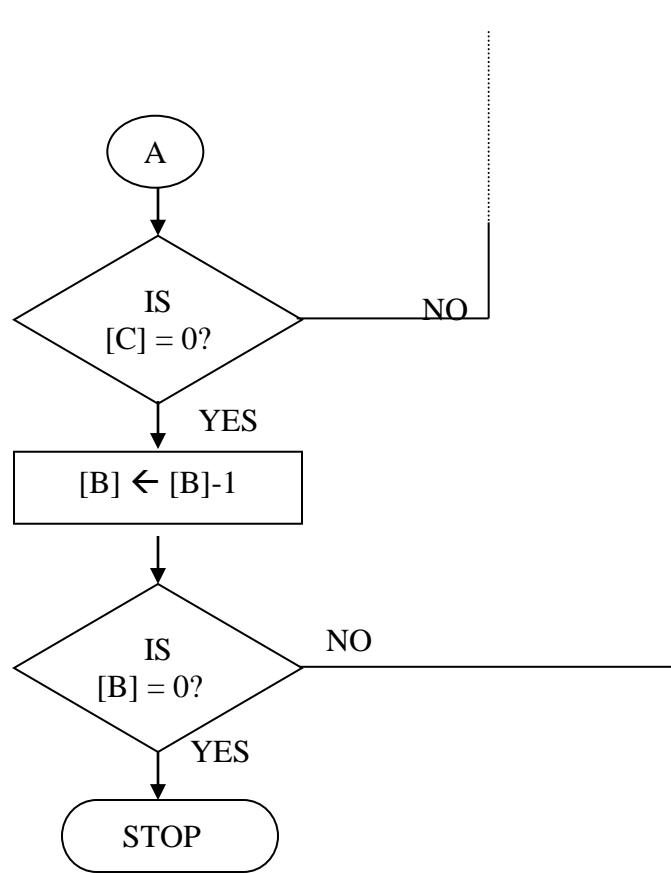 A
IS
[C] = 0?
NO
YES
[B] ← [B]-1
IS
[B] = 0?
NO
YES
STOP